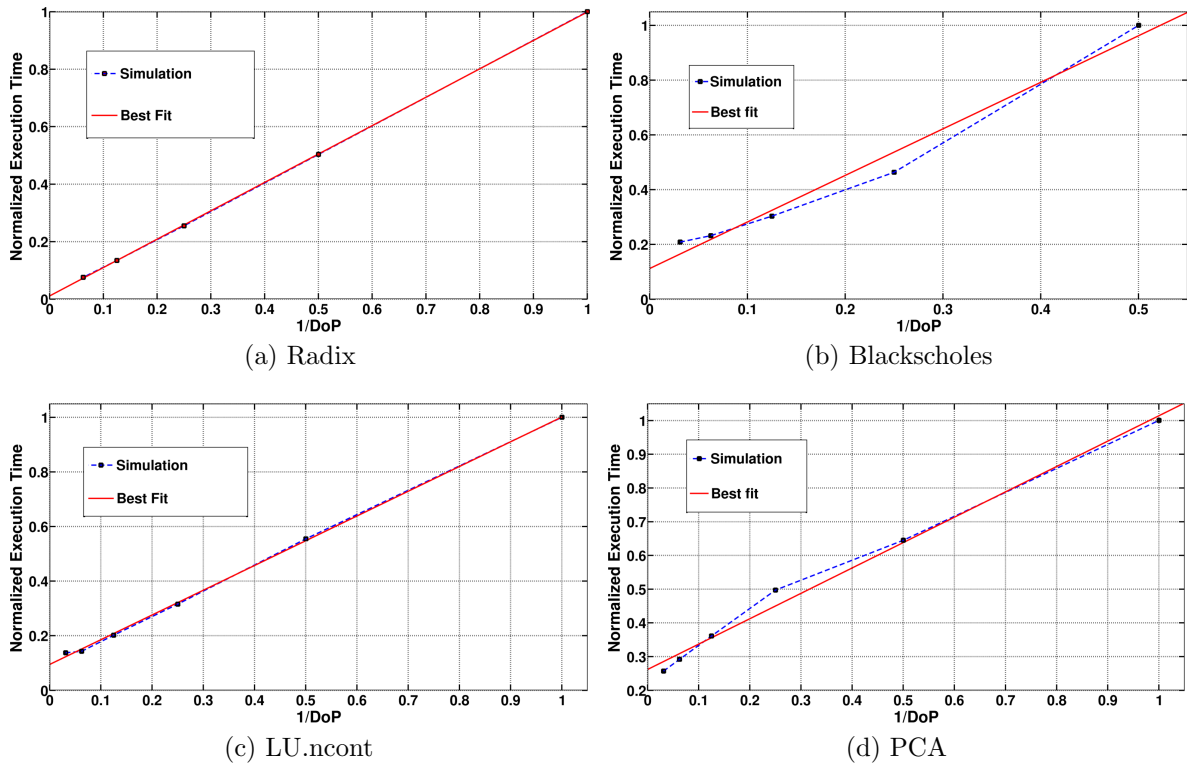 Normalized Execution Time
1
0.8
0.6
0.4
0.2
0
Simulation
Best Fit
0 0.1 0.2 0.3 0.4 0.5 0.6 0.7 0.8 0.9 1
1/DoP
(a) Radix
Normalized Execution Time
1
0.8
0.6
0.4
0.2
0
Simulation
Best fit
0 0.1 0.2 0.3 0.4 0.5
1/DoP
(b) Blackscholes
Normalized Execution Time
1
0.8
0.6
0.4
0.2
0
Simulation
Best Fit
0 0.1 0.2 0.3 0.4 0.5 0.6 0.7 0.8 0.9 1
1/DoP
(c) LU.ncont
Normalized Execution Time
1
0.9
0.8
0.7
0.6
0.5
0.4
0.3
0.2
Simulation
Best fit
0 0.1 0.2 0.3 0.4 0.5 0.6 0.7 0.8 0.9 1
1/DoP
(d) PCA